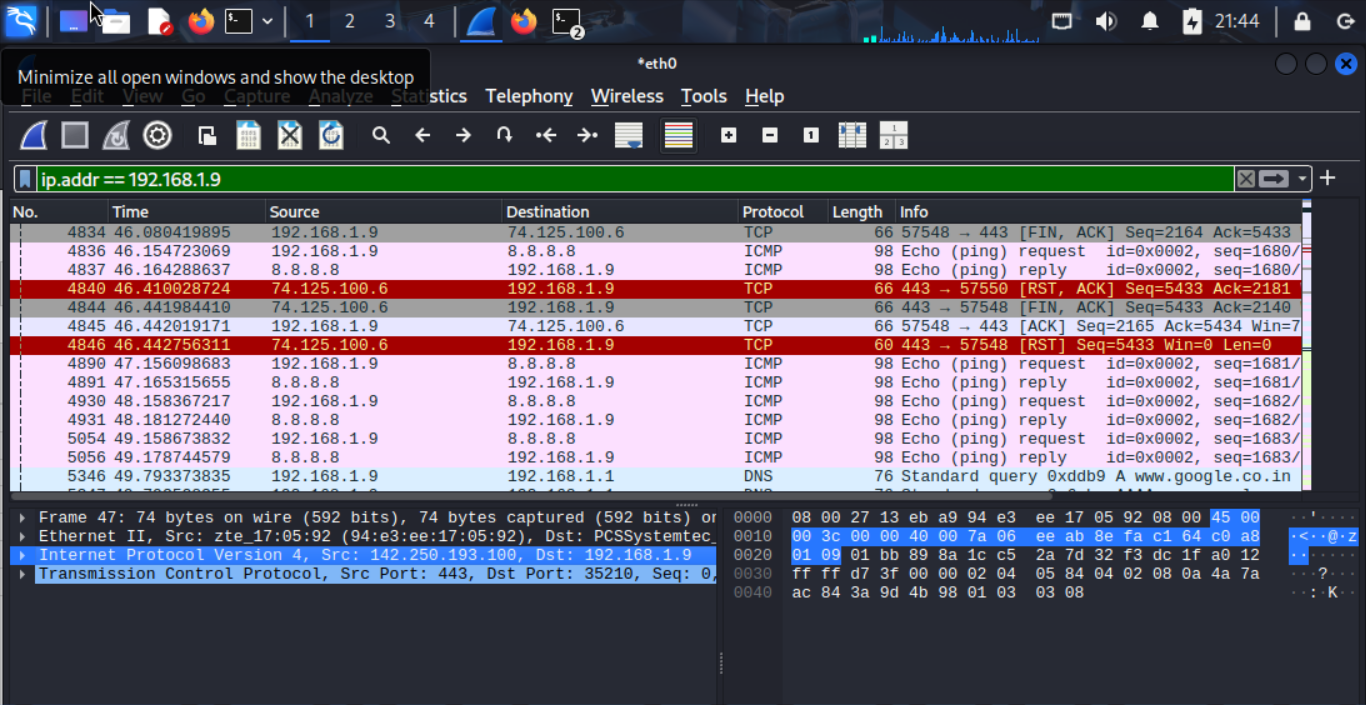 1 2 3 4 2 21:44
Minimize all open windows and show the desktop
*eth0
File Edit View Go Capture Analyze Statistics Telephony Wireless Tools Help
ip.addr == 192.168.1.9
No. Time Source Destination Protocol Length Info
4834 46.080419895 192.168.1.9 74.125.100.6 TCP 66 57548 → 443 [FIN, ACK] Seq=2164 Ack=5433
4836 46.154723069 192.168.1.9 8.8.8.8 ICMP 98 Echo (ping) request id=0x0002, seq=1680/
4837 46.164288637 8.8.8.8 192.168.1.9 ICMP 98 Echo (ping) reply id=0x0002, seq=1680/
4840 46.410028724 74.125.100.6 192.168.1.9 TCP 66 443 → 57550 [RST, ACK] Seq=5433 Ack=2181
4844 46.441984410 74.125.100.6 192.168.1.9 TCP 66 443 → 57548 [FIN, ACK] Seq=5433 Ack=2140
4845 46.442019171 192.168.1.9 74.125.100.6 TCP 66 57548 → 443 [ACK] Seq=2165 Ack=5434 Win=7
4846 46.442756311 74.125.100.6 192.168.1.9 TCP 60 443 → 57548 [RST] Seq=5433 Win=0 Len=0
4890 47.156098683 192.168.1.9 8.8.8.8 ICMP 98 Echo (ping) request id=0x0002, seq=1681/
4891 47.165315655 8.8.8.8 192.168.1.9 ICMP 98 Echo (ping) reply id=0x0002, seq=1681/
4930 48.158367217 192.168.1.9 8.8.8.8 ICMP 98 Echo (ping) request id=0x0002, seq=1682/
4931 48.181272440 8.8.8.8 192.168.1.9 ICMP 98 Echo (ping) reply id=0x0002, seq=1682/
5054 49.158673832 192.168.1.9 8.8.8.8 ICMP 98 Echo (ping) request id=0x0002, seq=1683/
5056 49.178744579 8.8.8.8 192.168.1.9 ICMP 98 Echo (ping) reply id=0x0002, seq=1683/
5346 49.793373835 192.168.1.9 192.168.1.1 DNS 76 Standard query 0xddb9 A www.google.co.in
Frame 47: 74 bytes on wire (592 bits), 74 bytes captured (592 bits) or
Ethernet II, Src: zte_17:05:92 (94:e3:ee:17:05:92), Dst: PCSSystemtec_
Internet Protocol Version 4, Src: 142.250.193.100, Dst: 192.168.1.9
Transmission Control Protocol, Src Port: 443, Dst Port: 35210, Seq: 0,
0000 08 00 27 13 eb a9 94 e3 ee 17 05 92 08 00 45 00 ··'····
0010 00 3c 00 00 40 00 7a 06 ee ab 8e fa c1 64 c0 a8 ·<··@·z
0020 01 09 01 bb 89 8a 1c c5 2a 7d 32 f3 dc 1f a0 12 ·······
0030 ff ff d7 3f 00 00 02 04 05 84 04 02 08 0a 4a 7a ···?···
0040 ac 84 3a 9d 4b 98 01 03 03 08 ··:·K··